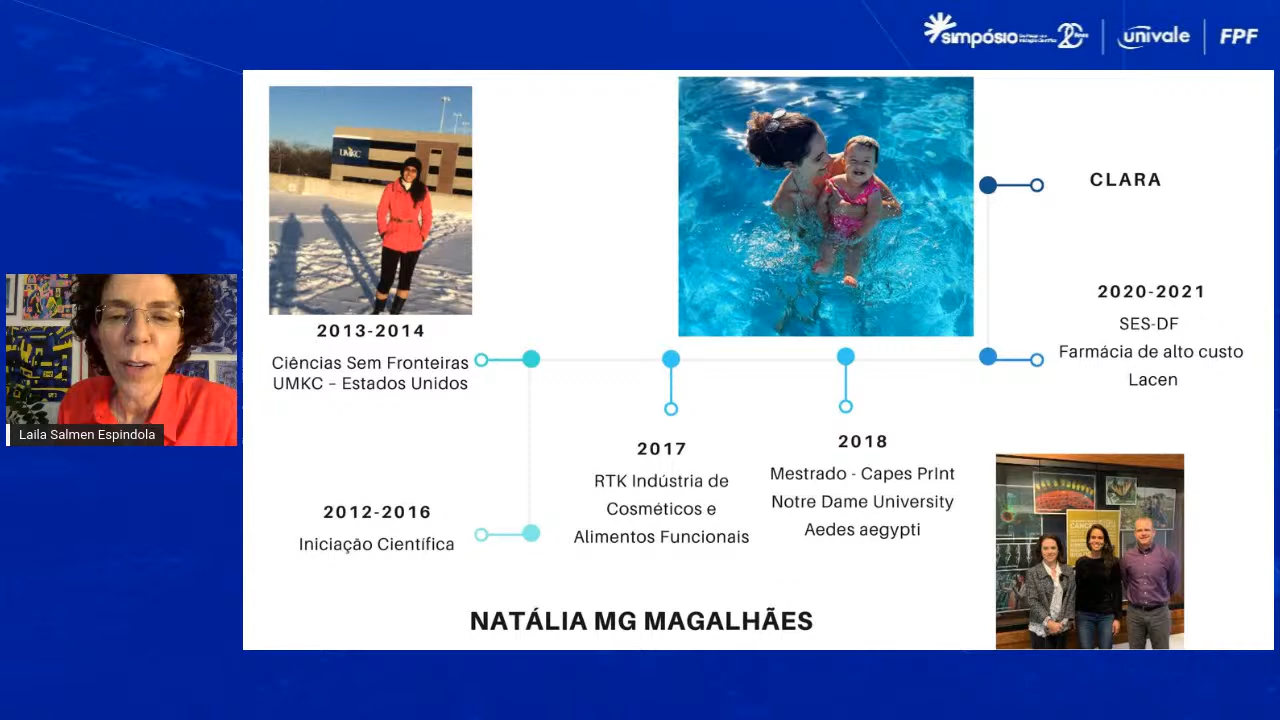 simpósio
univale
FPF
UMKC
CLARA
2013-2014
Ciências Sem Fronteiras
UMKC – Estados Unidos
2020-2021
SES-DF
Farmácia de alto custo
Lacen
Laila Salmen Espindola
2017
RTK Indústria de
Cosméticos e
Alimentos Funcionais
2018
Mestrado - Capes PrInt
Notre Dame University
Aedes aegypti
2012-2016
Iniciação Científica
NATÁLIA MG MAGALHÃES